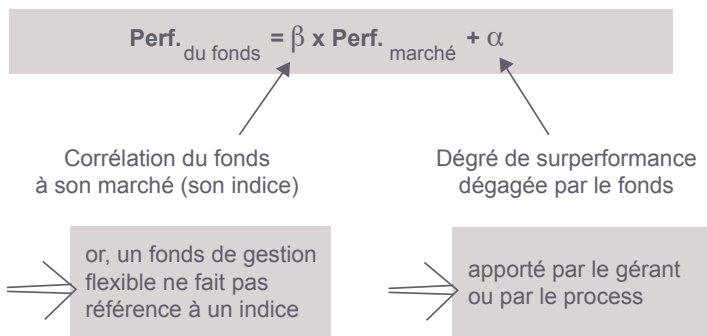 Perf. du fonds = β x Perf. marché + α
Corrélation du fonds
à son marché (son indice)
Dégré de surperformance
dégagée par le fonds
or, un fonds de gestion
flexible ne fait pas
référence à un indice
apporté par le gérant
ou par le process